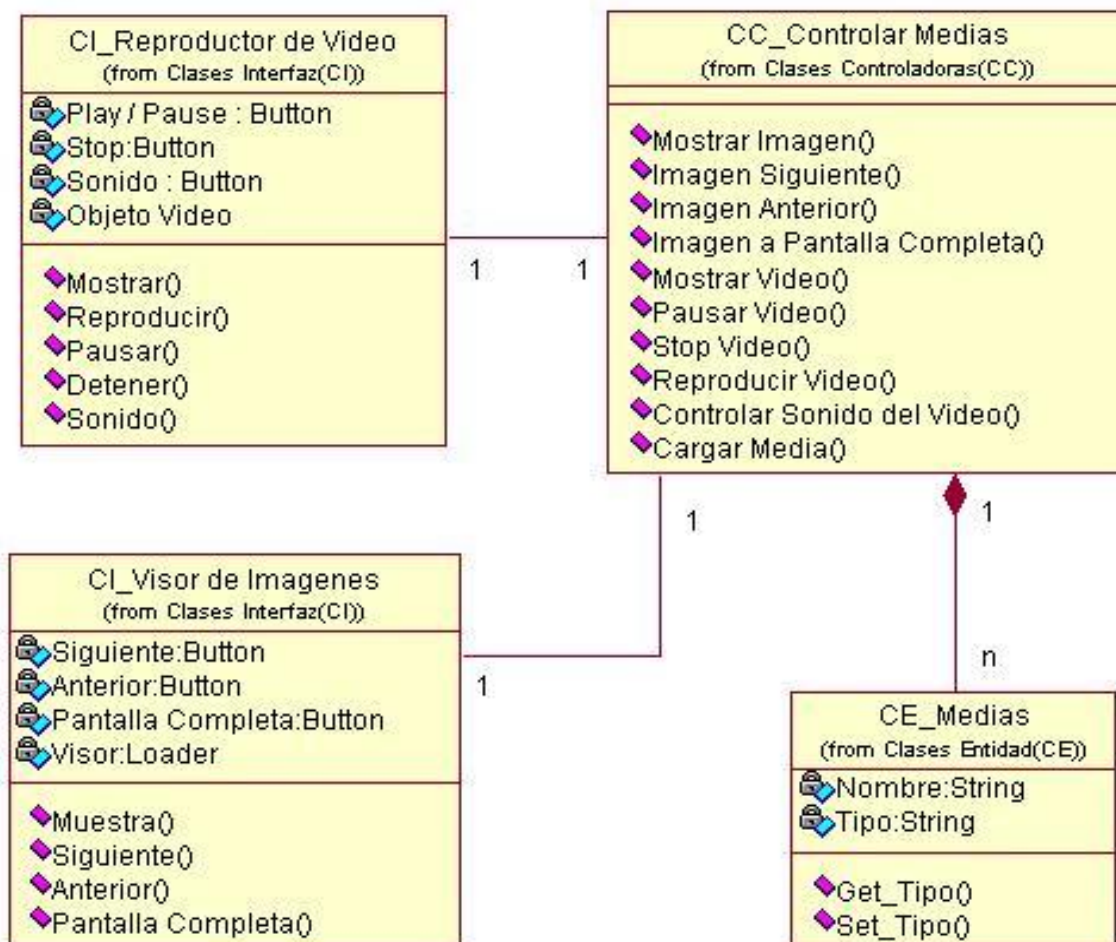 CI_Reproductor de Video
(from Clases Interfaz(CI))
Play / Pause : Button
Stop:Button
Sonido : Button
Objeto Video
Mostrar()
Reproducir()
Pausar()
Detener()
Sonido()
1
1
CC_Controlar Medias
(from Clases Controladoras(CC))
Mostrar Imagen()
Imagen Siguiente()
Imagen Anterior()
Imagen a Pantalla Completa()
Mostrar Video()
Pausar Video()
Stop Video()
Reproducir Video()
Controlar Sonido del Video()
Cargar Media()
1
1
CI_Visor de Imagenes
(from Clases Interfaz(CI))
Siguiente:Button
Anterior:Button
Pantalla Completa:Button
Visor:Loader
Muestra()
Siguiente()
Anterior()
Pantalla Completa()
1
n
CE_Medias
(from Clases Entidad(CE))
Nombre:String
Tipo:String
Get_Tipo()
Set_Tipo()